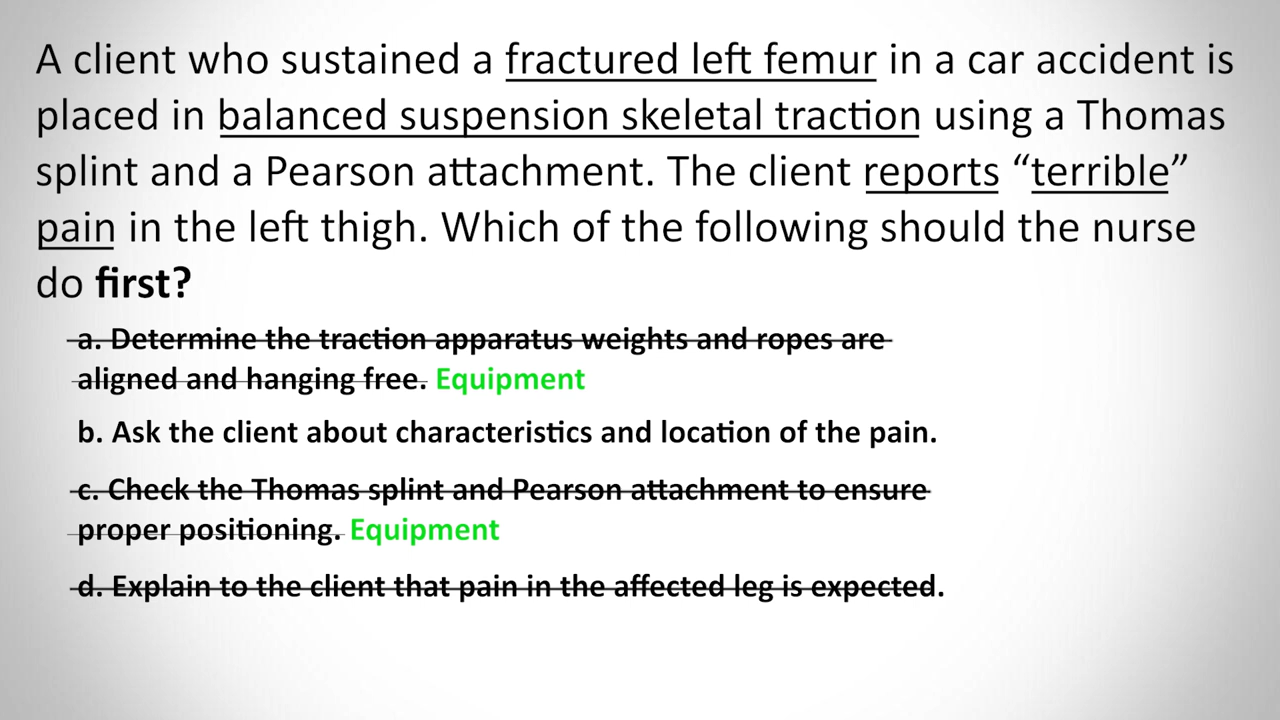 A client who sustained a fractured left femur in a car accident is
placed in balanced suspension skeletal traction using a Thomas
splint and a Pearson attachment. The client reports “terrible”
pain in the left thigh. Which of the following should the nurse
do first?
a. Determine the traction apparatus weights and ropes are
aligned and hanging free. Equipment
b. Ask the client about characteristics and location of the pain.
c. Check the Thomas splint and Pearson attachment to ensure
proper positioning. Equipment
d. Explain to the client that pain in the affected leg is expected.